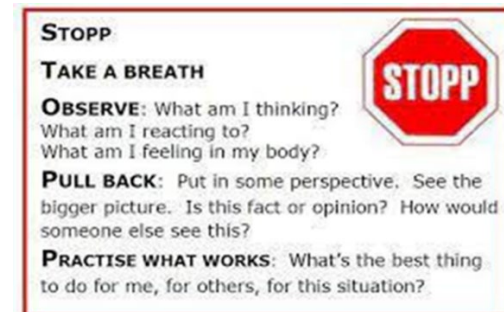 STOPP
TAKE A BREATH
STOPP
OBSERVE: What am I thinking?
What am I reacting to?
What am I feeling in my body?
PULL BACK: Put in some perspective. See the
bigger picture. Is this fact or opinion? How would
someone else see this?
PRACTISE WHAT WORKS: What's the best thing
to do for me, for others, for this situation?